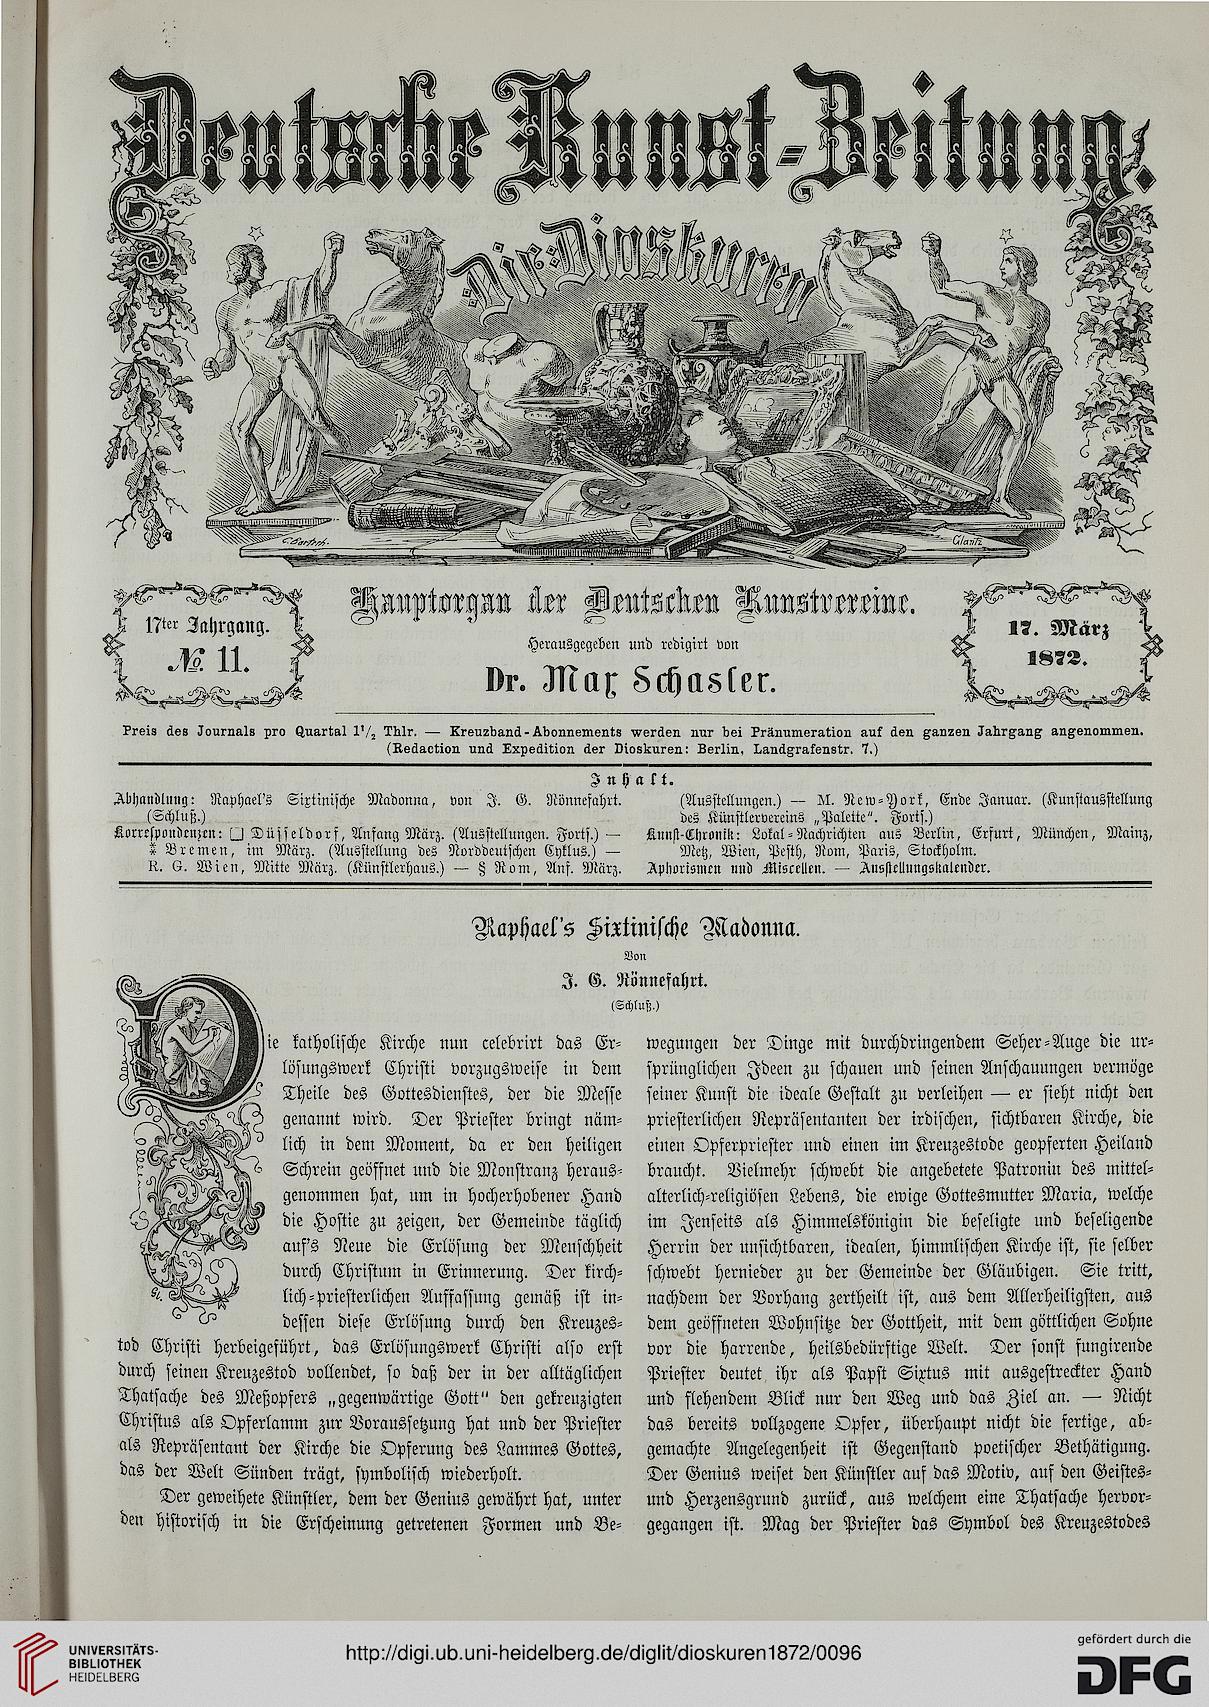 Deutsche Kunst-Zeitung.
Die Dioskuren
C. Bartsch.
Glantz
17ter Jahrgang.
№ 11.
Hauptorgan der Deutschen Kunstvereine.
Herausgegeben und redigirt von
Dr. Max Schasler.
17. März
1872.
Preis des Journals pro Quartal 1½ Thlr. — Kreuzband-Abonnements werden nur bei Pränumeration auf den ganzen Jahrgang angenommen.
(Redaction und Expedition der Dioskuren: Berlin, Landgrafenstr. 7.)
Inhalt.
Abhandlung: Raphael's Sixtinische Madonna, von J. G. Rönnefahrt.
(Schluß.)
Korrespondenzen: □ Düsseldorf, Anfang März. (Ausstellungen. Forts.) —
* Bremen, im März. (Ausstellung des Norddeutschen Cyklus.) —
R. G. Wien, Mitte März. (Künstlerhaus.) — § Rom, Anf. März.
(Ausstellungen.) — M. New-York, Ende Januar. (Kunstausstellung
des Künstlervereins „Palette". Forts.)
Kunst-Chronik: Lokal-Nachrichten aus Berlin, Erfurt, München, Mainz,
Metz, Wien, Pesth, Rom, Paris, Stockholm.
Aphorismen und Miscellen. — Ausstellungskalender.
Raphael's Sixtinische Madonna.
Von
J. G. Rönnefahrt.
(Schluß.)
Die katholische Kirche nun celebrirt das Er-
lösungswerk Christi vorzugsweise in dem
Theile des Gottesdienstes, der die Messe
genannt wird. Der Priester bringt näm-
lich in dem Moment, da er den heiligen
Schrein geöffnet und die Monstranz heraus-
genommen hat, um in hocherhobener Hand
die Hostie zu zeigen, der Gemeinde täglich
auf's Neue die Erlösung der Menschheit
durch Christum in Erinnerung. Der kirch-
lich-priesterlichen Auffassung gemäß ist in-
dessen diese Erlösung durch den Kreuzes-
tod Christi herbeigeführt, das Erlösungswerk Christi also erst
durch seinen Kreuzestod vollendet, so daß der in der alltäglichen
Thatsache des Meßopfers „gegenwärtige Gott" den gekreuzigten
Christus als Opferlamm zur Voraussetzung hat und der Priester
als Repräsentant der Kirche die Opferung des Lammes Gottes,
das der Welt Sünden trägt, symbolisch wiederholt.
Der geweihete Künstler, dem der Genius gewährt hat, unter
den historisch in die Erscheinung getretenen Formen und Be-
wegungen der Dinge mit durchdringendem Seher-Auge die ur-
sprünglichen Ideen zu schauen und seinen Anschauungen vermöge
seiner Kunst die ideale Gestalt zu verleihen — er sieht nicht den
priesterlichen Repräsentanten der irdischen, sichtbaren Kirche, die
einen Opferpriester und einen im Kreuzestode geopferten Heiland
braucht. Vielmehr schwebt die angebetete Patronin des mittel-
alterlich-religiösen Lebens, die ewige Gottesmutter Maria, welche
im Jenseits als Himmelskönigin die beseligte und beseligende
Herrin der unsichtbaren, idealen, himmlischen Kirche ist, sie selber
schwebt hernieder zu der Gemeinde der Gläubigen. Sie tritt,
nachdem der Vorhang zertheilt ist, aus dem Allerheiligsten, aus
dem geöffneten Wohnsitze der Gottheit, mit dem göttlichen Sohne
vor die harrende, heilsbedürftige Welt. Der sonst fungirende
Priester deutet ihr als Papst Sixtus mit ausgestreckter Hand
und flehendem Blick nur den Weg und das Ziel an. — Nicht
das bereits vollzogene Opfer, überhaupt nicht die fertige, ab-
gemachte Angelegenheit ist Gegenstand poetischer Bethätigung.
Der Genius weiset den Künstler auf das Motiv, auf den Geistes-
und Herzensgrund zurück, aus welchem eine Thatsache hervor-
gegangen ist. Mag der Priester das Symbol des Kreuzestodes
UNIVERSITÄTS-
BIBLIOTHEK
HEIDELBERG
http://digi.ub.uni-heidelberg.de/diglit/dioskuren1872/0096
gefördert durch die
DFG